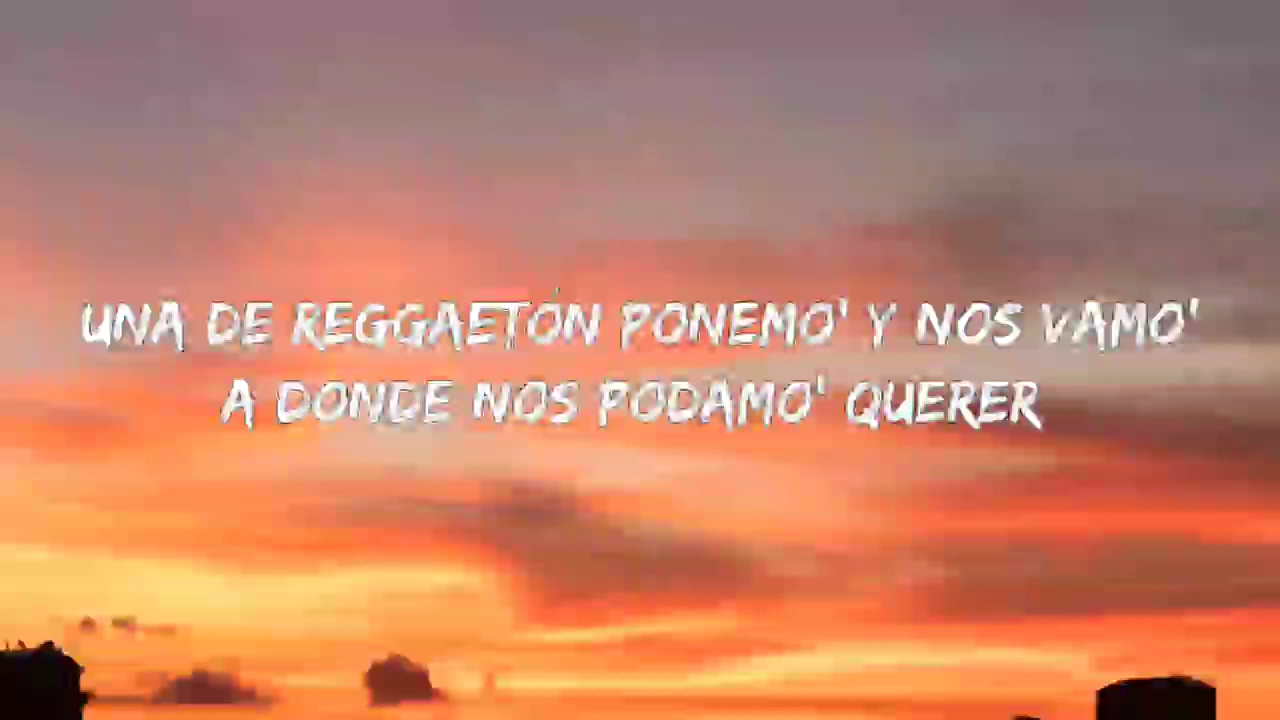 UNA DE REGGAETÓN PONEMO' Y NOS VAMO'
A DONDE NOS PODAMO' QUERER